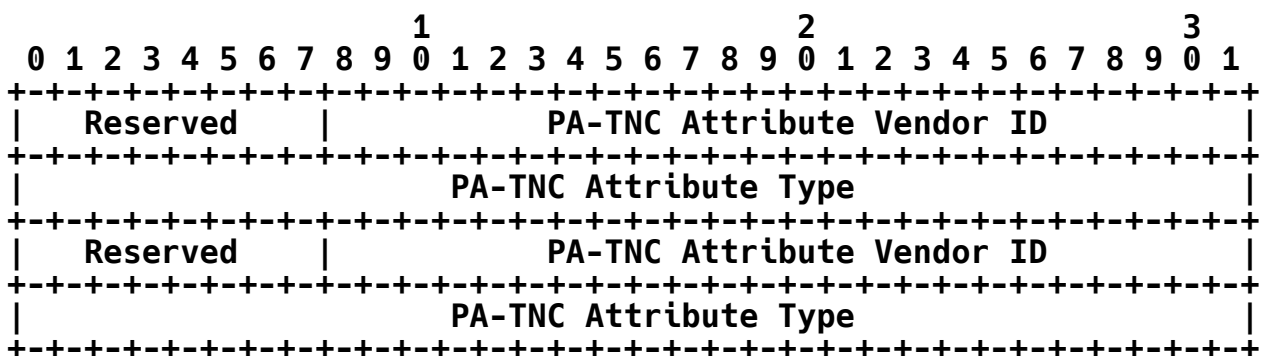 1                   2                   3
 0 1 2 3 4 5 6 7 8 9 0 1 2 3 4 5 6 7 8 9 0 1 2 3 4 5 6 7 8 9 0 1
+-+-+-+-+-+-+-+-+-+-+-+-+-+-+-+-+-+-+-+-+-+-+-+-+-+-+-+-+-+-+-+-+
|   Reserved    |           PA-TNC Attribute Vendor ID          |
+-+-+-+-+-+-+-+-+-+-+-+-+-+-+-+-+-+-+-+-+-+-+-+-+-+-+-+-+-+-+-+-+
|                      PA-TNC Attribute Type                    |
+-+-+-+-+-+-+-+-+-+-+-+-+-+-+-+-+-+-+-+-+-+-+-+-+-+-+-+-+-+-+-+-+
|   Reserved    |           PA-TNC Attribute Vendor ID          |
+-+-+-+-+-+-+-+-+-+-+-+-+-+-+-+-+-+-+-+-+-+-+-+-+-+-+-+-+-+-+-+-+
|                      PA-TNC Attribute Type                    |
+-+-+-+-+-+-+-+-+-+-+-+-+-+-+-+-+-+-+-+-+-+-+-+-+-+-+-+-+-+-+-+-+